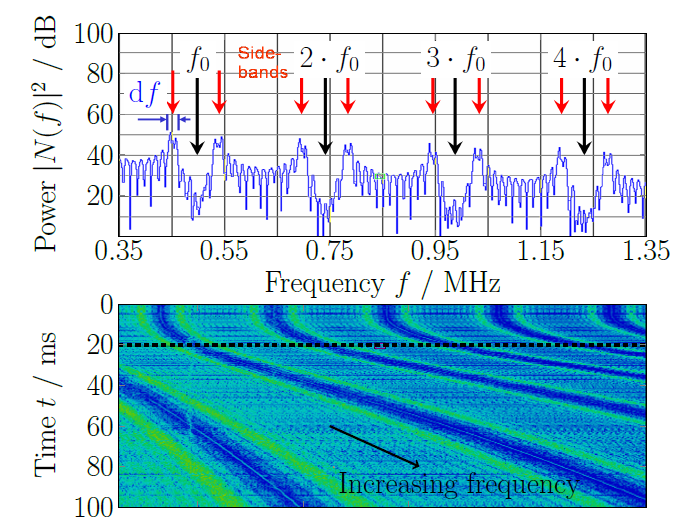 100
80
60
40
20
Power |N(f)|² / dB
f₀
Side-
bands
2 · f₀
3 · f₀
4 · f₀
df
0.35 0.55 0.75 0.95 1.15 1.35
Frequency f / MHz
0
20
40
60
80
100
Time t / ms
Increasing frequency